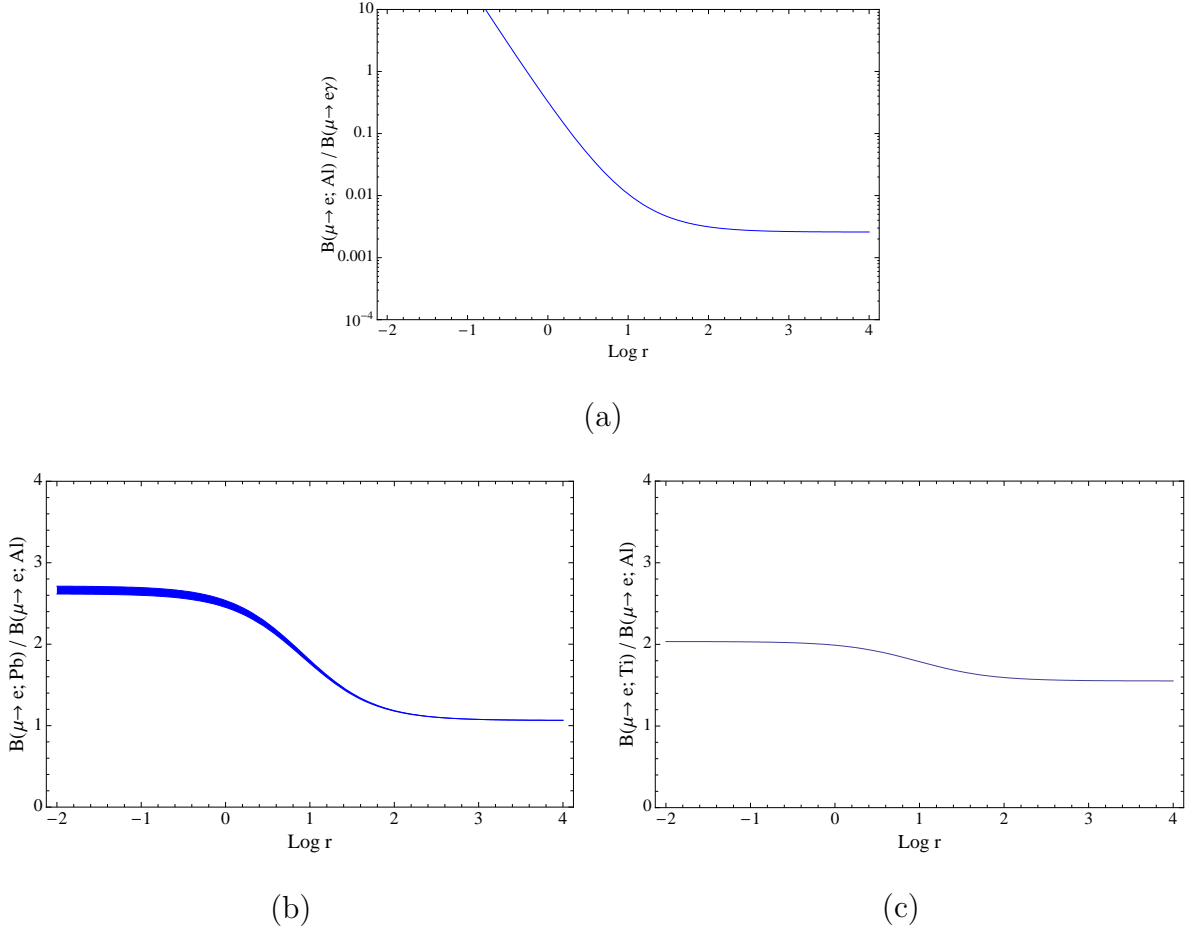 B(μ→ e; Al) / B(μ→ eγ)
10
1
0.1
0.01
0.001
10⁻⁴
−2 −1 0 1 2 3 4
Log r
(a)
B(μ→ e; Pb) / B(μ→ e; Al)
4
3
2
1
0
−2 −1 0 1 2 3 4
Log r
(b)
B(μ→ e; Ti) / B(μ→ e; Al)
4
3
2
1
0
−2 −1 0 1 2 3 4
Log r
(c)